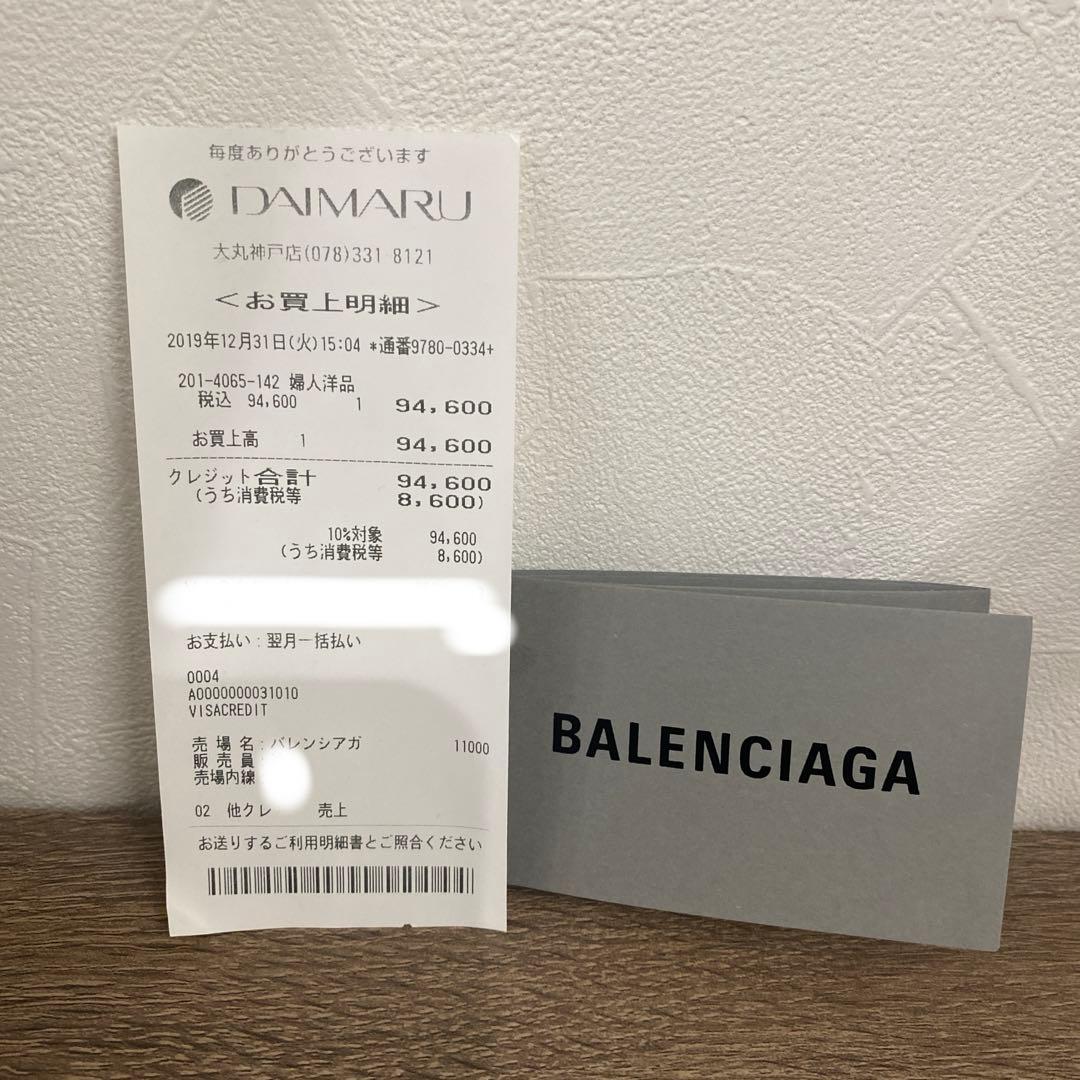 毎度ありがとうございます
DAIMARU
大丸神戸店(078)331 8121
<お買上明細>
2019年12月31日(火)15:04 *通番9780-0334+
201-4065-142 婦人洋品
税込 94,600 1 94,600
お買上高 1 94,600
クレジット合計 94,600
(うち消費税等 8,600)
10%対象 94,600
(うち消費税等 8,600)
お支払い:翌月一括払い
0004
A0000000031010
VISACREDIT
売場名:バレンシアガ 11000
販売員
売場内線
02 他クレ 売上
お送りするご利用明細書とご照合ください
BALENCIAGA